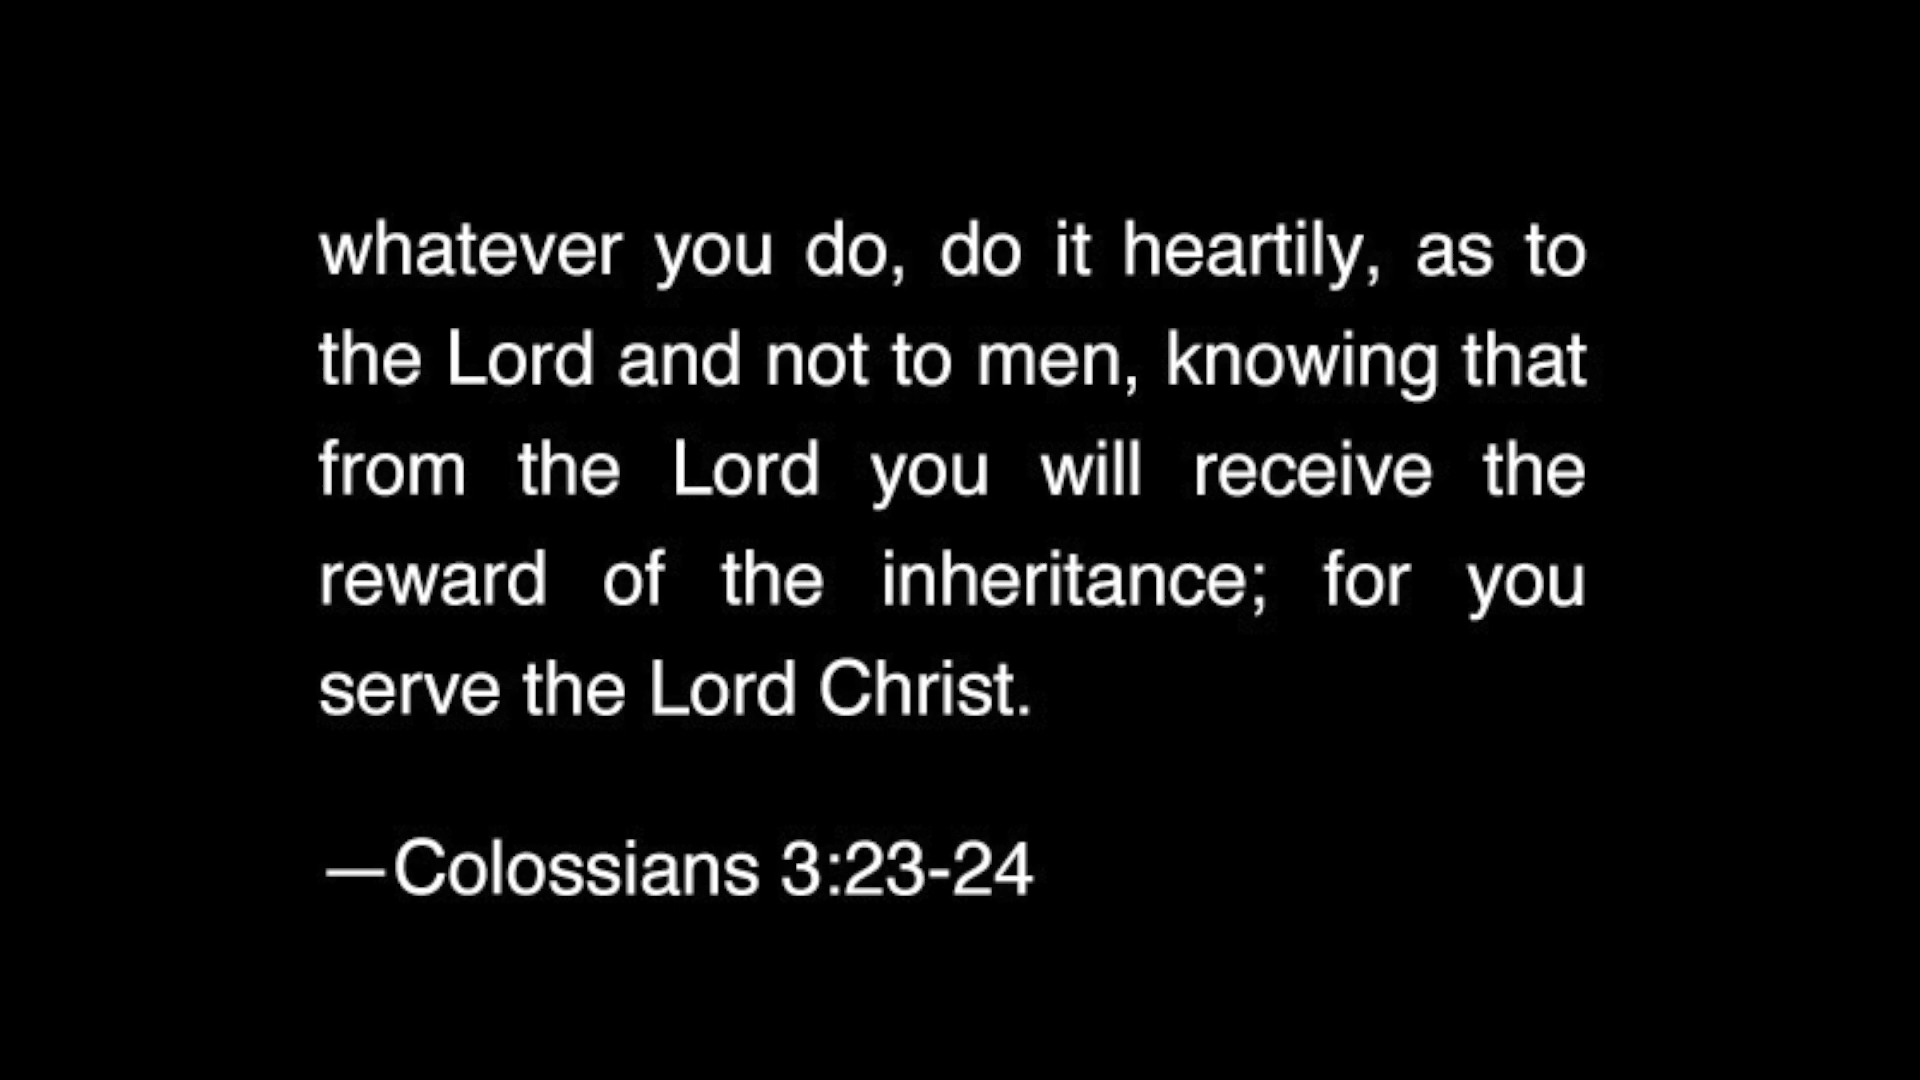 whatever you do, do it heartily, as to
the Lord and not to men, knowing that
from the Lord you will receive the
reward of the inheritance; for you
serve the Lord Christ.
—Colossians 3:23-24